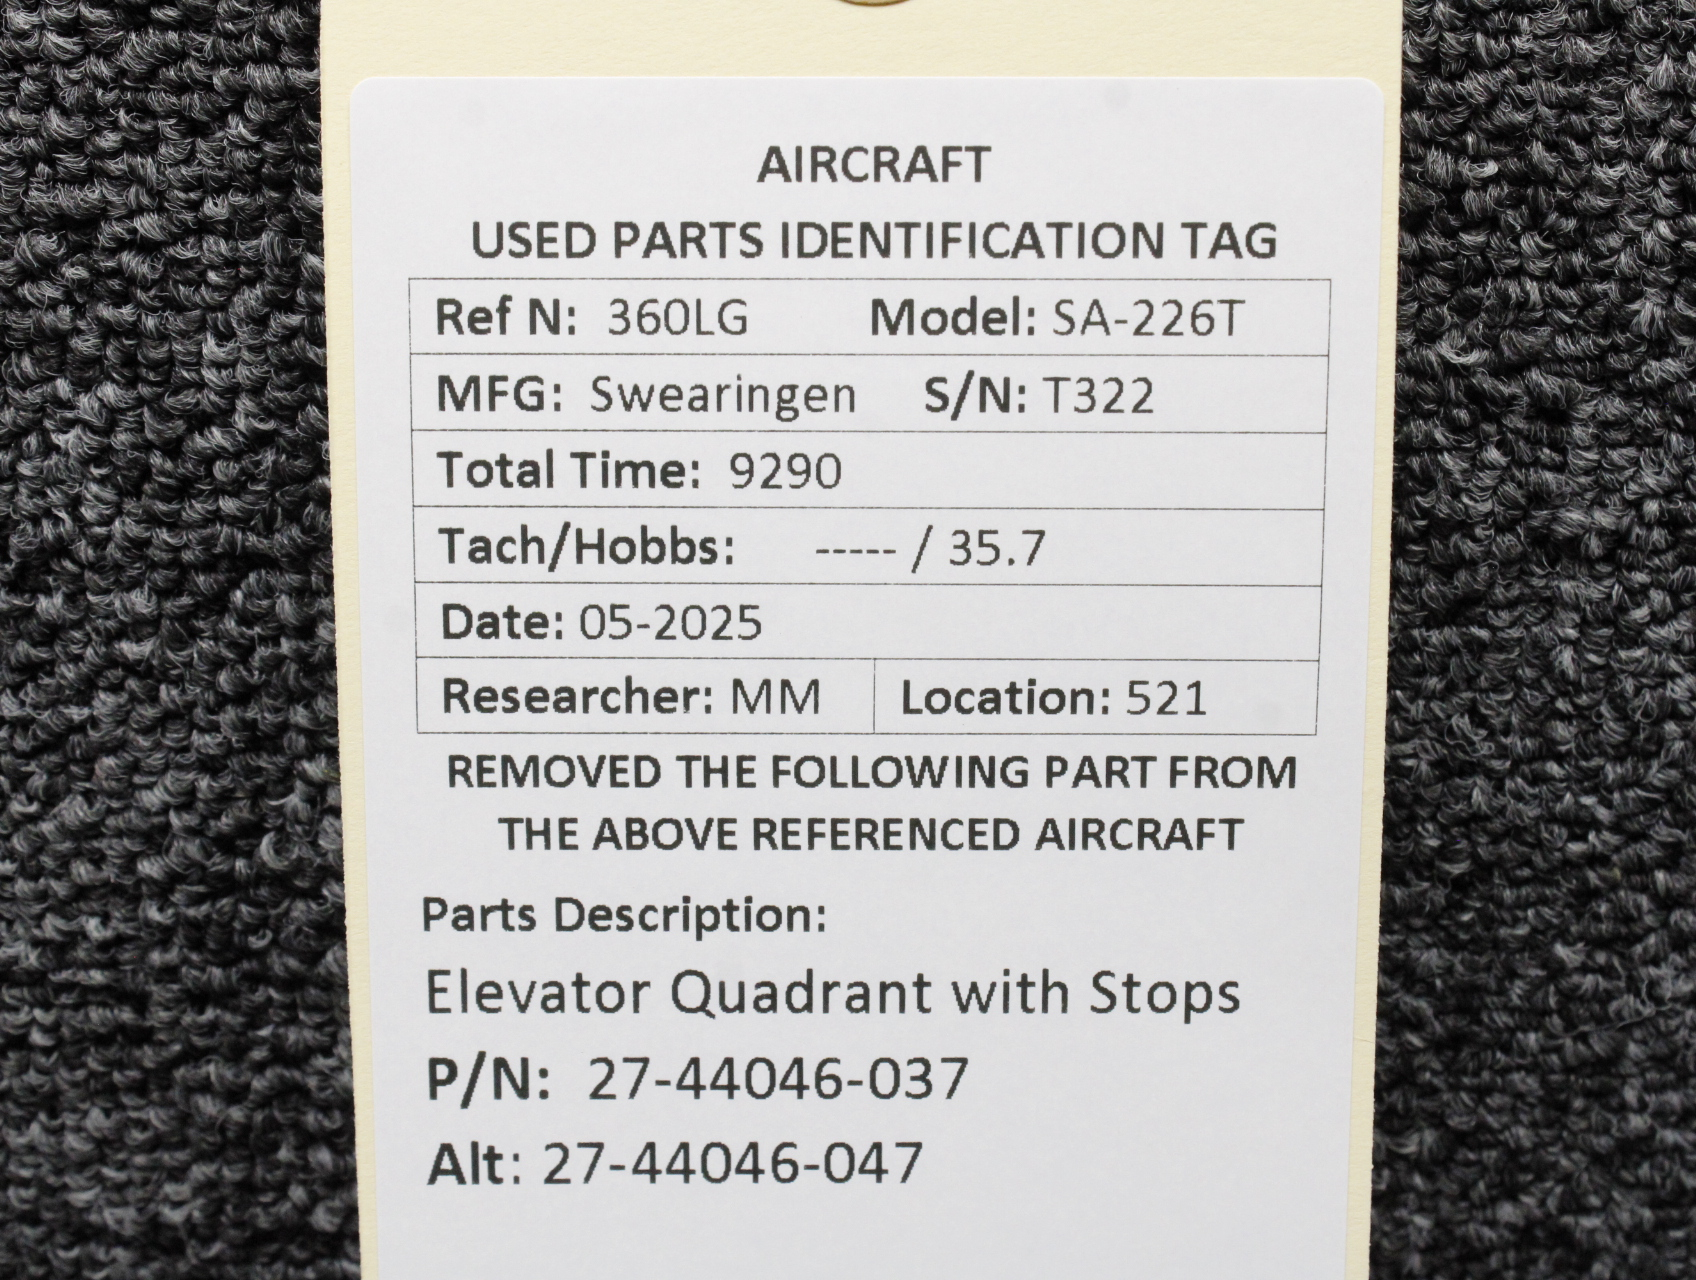 AIRCRAFT
USED PARTS IDENTIFICATION TAG
Ref N: 360LG Model: SA-226T
MFG: Swearingen S/N: T322
Total Time: 9290
Tach/Hobbs: ----- / 35.7
Date: 05-2025
Researcher: MM Location: 521
REMOVED THE FOLLOWING PART FROM
THE ABOVE REFERENCED AIRCRAFT
Parts Description:
Elevator Quadrant with Stops
P/N: 27-44046-037
Alt: 27-44046-047